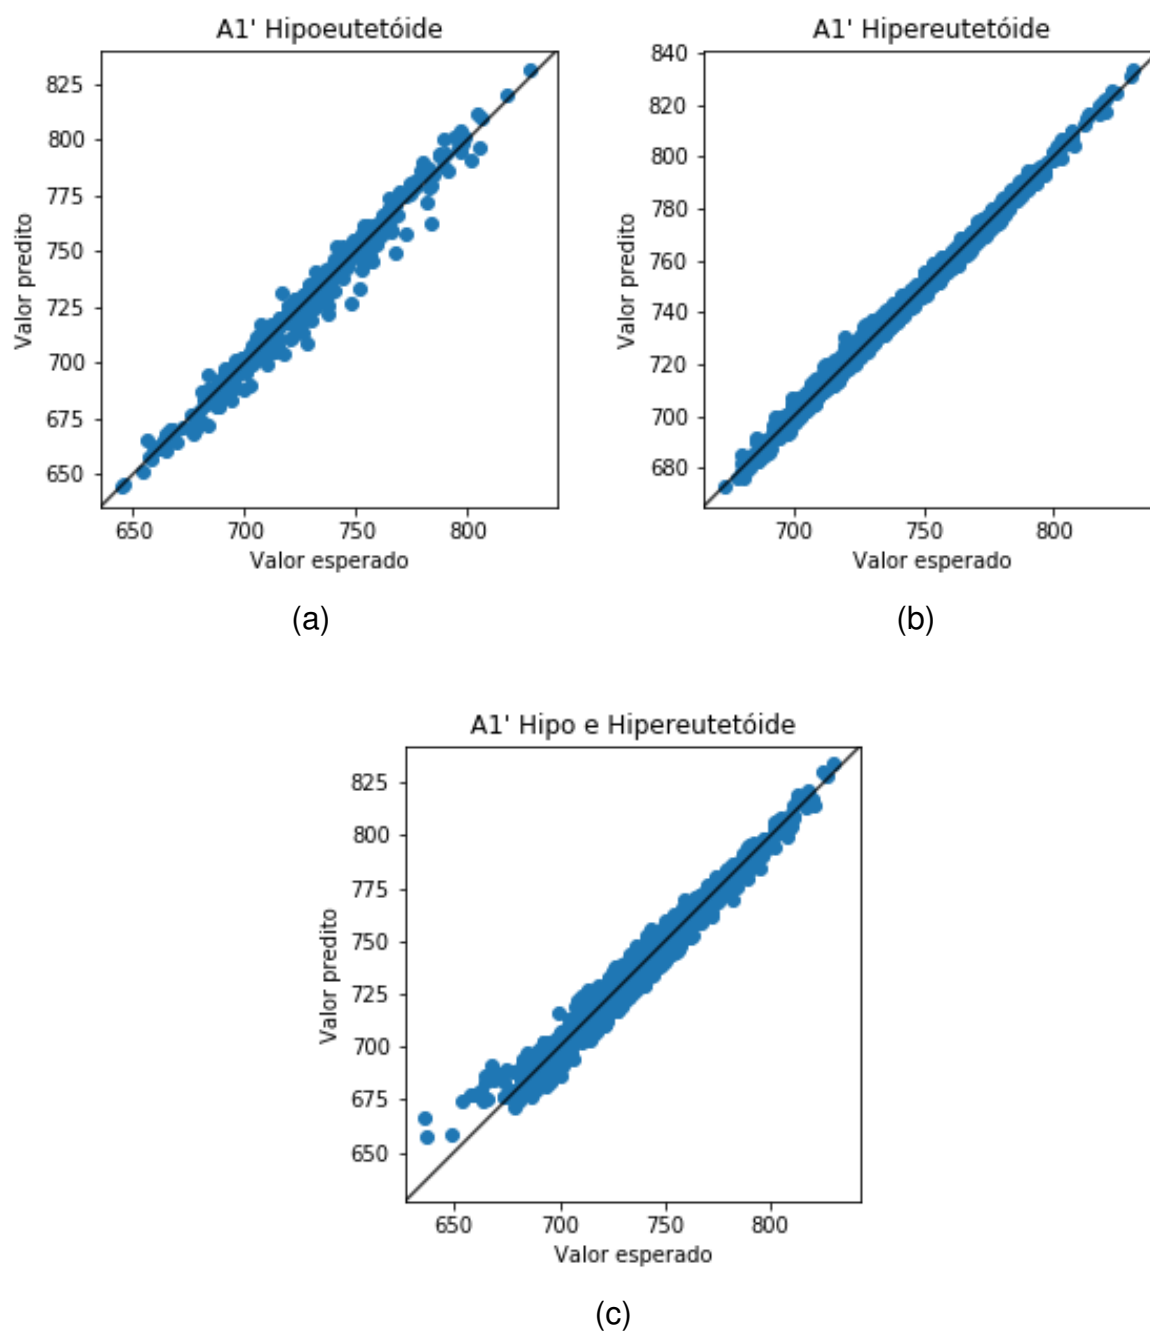 A1' Hipoeutetóide
825
800
775
750
725
700
675
650
Valor predito
650 700 750 800
Valor esperado
(a)
A1' Hipereutetóide
840
820
800
780
760
740
720
700
680
Valor predito
700 750 800
Valor esperado
(b)
A1' Hipo e Hipereutetóide
825
800
775
750
725
700
675
650
Valor predito
650 700 750 800
Valor esperado
(c)